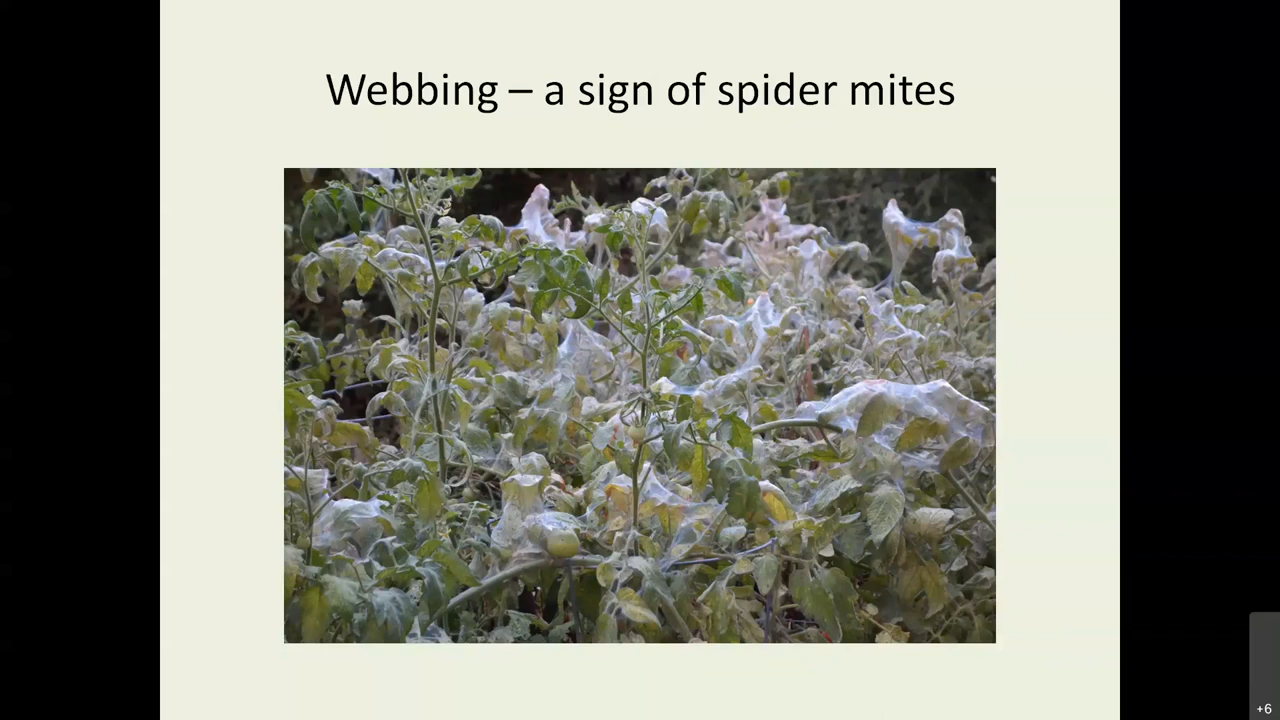 Webbing – a sign of spider mites
+6